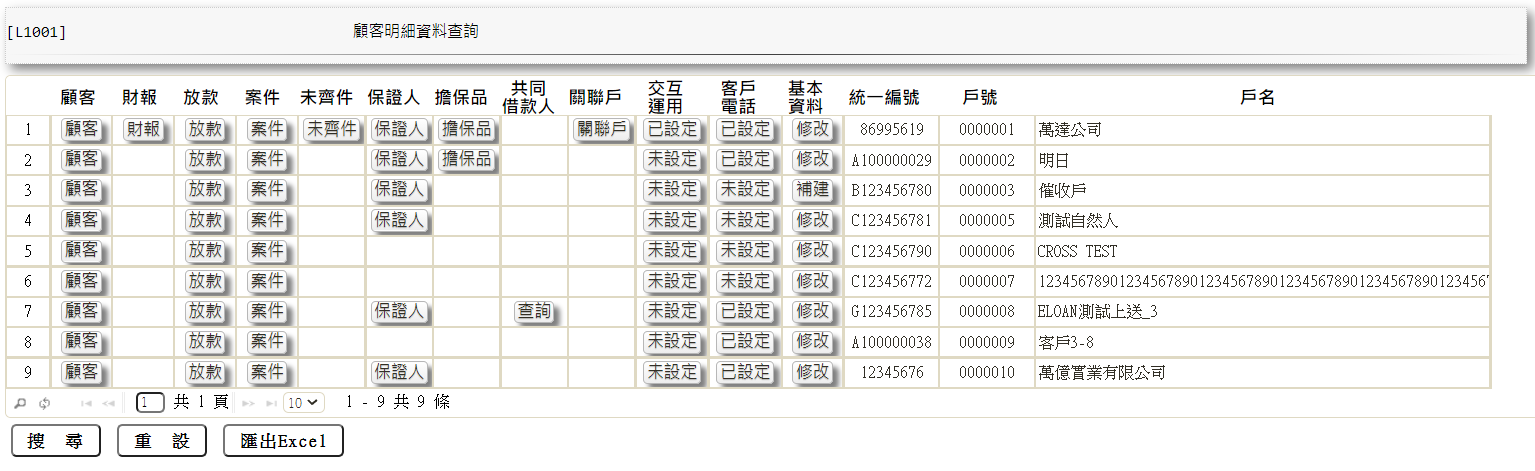 [L1001] 顧客明細資料查詢
顧客 財報 放款 案件 未齊件 保證人 擔保品 共同借款人 關聯戶 交互運用 客戶電話 基本資料 統一編號 戶號 戶名
1 顧客 財報 放款 案件 未齊件 保證人 擔保品 關聯戶 已設定 已設定 修改 86995619 0000001 萬達公司
2 顧客 放款 案件 保證人 擔保品 未設定 已設定 修改 A100000029 0000002 明日
3 顧客 放款 案件 保證人 未設定 未設定 補建 B123456780 0000003 催收戶
4 顧客 放款 案件 保證人 未設定 未設定 修改 C123456781 0000005 測試自然人
5 顧客 放款 案件 未設定 未設定 修改 C123456790 0000006 CROSS TEST
6 顧客 放款 案件 未設定 未設定 修改 C123456772 0000007 123456789012345678901234567890123456789012345678901234567
7 顧客 放款 案件 保證人 查詢 未設定 已設定 修改 G123456785 0000008 ELOAN測試上送_3
8 顧客 放款 案件 未設定 已設定 修改 A100000038 0000009 客戶3-8
9 顧客 放款 案件 保證人 未設定 已設定 修改 12345676 0000010 萬億實業有限公司
1 共 1 頁 10 1 - 9 共 9 條
搜 尋 重 設 匯出Excel